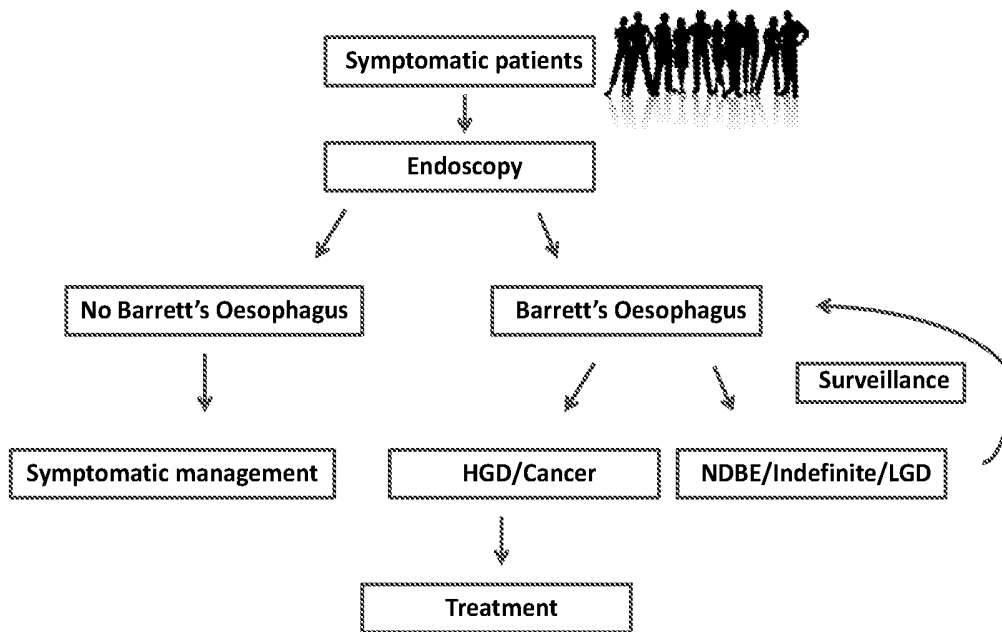 Symptomatic patients
Endoscopy
No Barrett's Oesophagus
Barrett's Oesophagus
Surveillance
Symptomatic management
HGD/Cancer
NDBE/Indefinite/LGD
Treatment